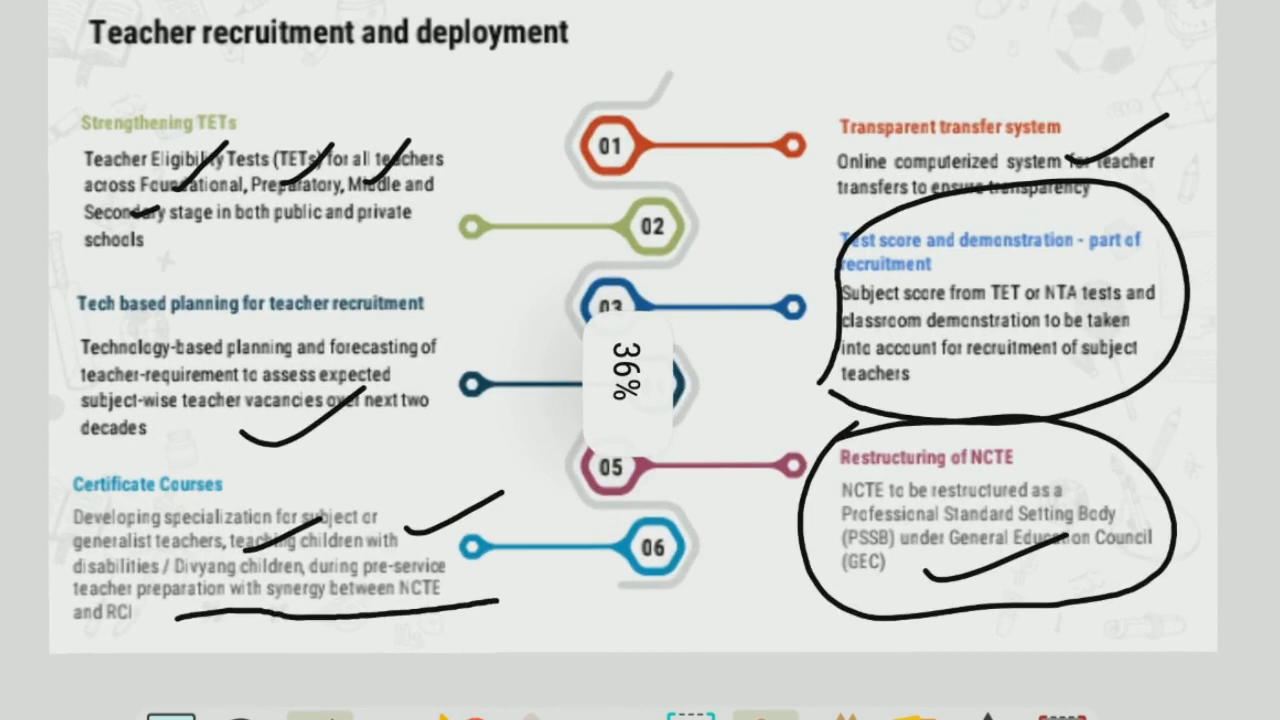 Teacher recruitment and deployment
01
Transparent transfer system
Online computerized system for teacher
transfers to ensure transparency
Strengthening TETs
Teacher Eligibility Tests (TETs) for all teachers
across Foundational, Preparatory, Middle and
Secondary stage in both public and private
schools
02
03
Test score and demonstration - part of
recruitment
Subject score from TET or NTA tests and
classroom demonstration to be taken
into account for recruitment of subject
teachers
Tech based planning for teacher recruitment
Technology-based planning and forecasting of
teacher-requirement to assess expected
subject-wise teacher vacancies over next two
decades
36%
05
Restructuring of NCTE
NCTE to be restructured as a
Professional Standard Setting Body
(PSSB) under General Education Council
(GEC)
Certificate Courses
Developing specialization for subject or
generalist teachers, teaching children with
disabilities / Divyang children, during pre-service
teacher preparation with synergy between NCTE
and RCI
06